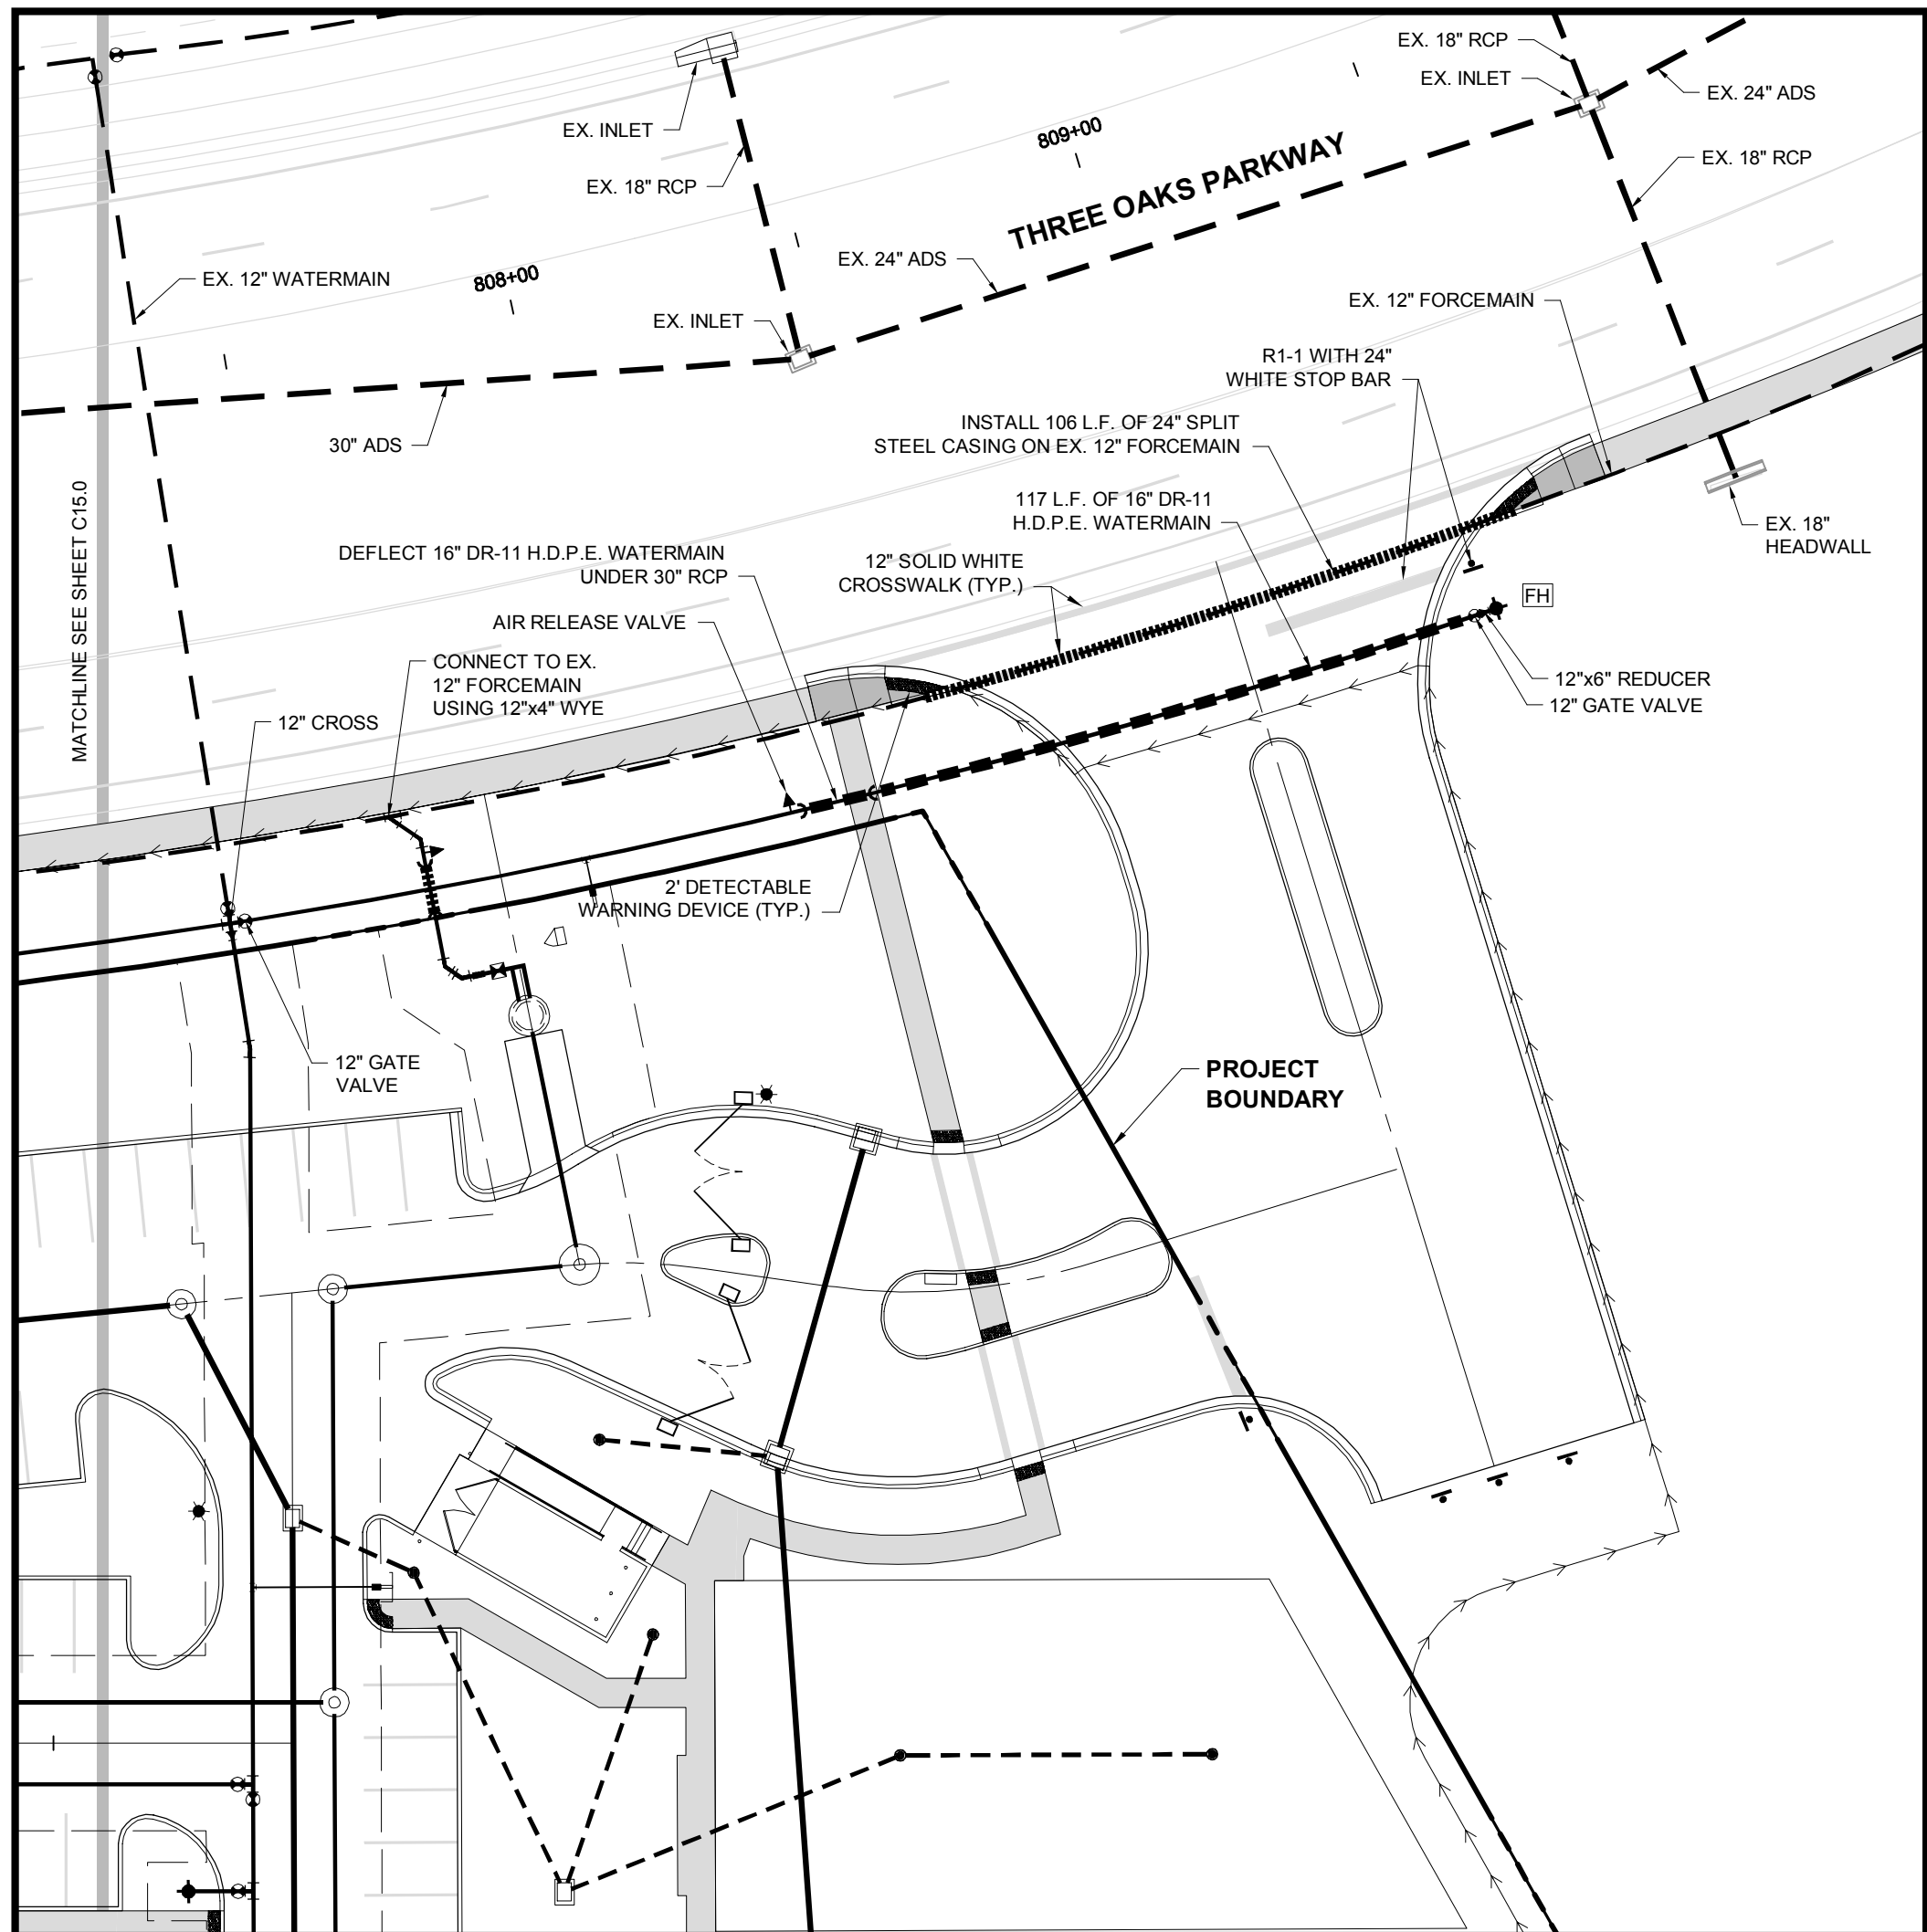 EX. 18" RCP
EX. INLET
EX. 24" ADS
EX. INLET
EX. 18" RCP
809+00
THREE OAKS PARKWAY
EX. 18" RCP
EX. 12" WATERMAIN
808+00
EX. 24" ADS
EX. INLET
EX. 12" FORCEMAIN
R1-1 WITH 24"
WHITE STOP BAR
30" ADS
INSTALL 106 L.F. OF 24" SPLIT
STEEL CASING ON EX. 12" FORCEMAIN
117 L.F. OF 16" DR-11
H.D.P.E. WATERMAIN
EX. 18"
HEADWALL
MATCHLINE SEE SHEET C15.0
DEFLECT 16" DR-11 H.D.P.E. WATERMAIN
UNDER 30" RCP
12" SOLID WHITE
CROSSWALK (TYP.)
FH
AIR RELEASE VALVE
CONNECT TO EX.
12" FORCEMAIN
USING 12"x4" WYE
12"x6" REDUCER
12" GATE VALVE
12" CROSS
2' DETECTABLE
WARNING DEVICE (TYP.)
12" GATE
VALVE
PROJECT
BOUNDARY